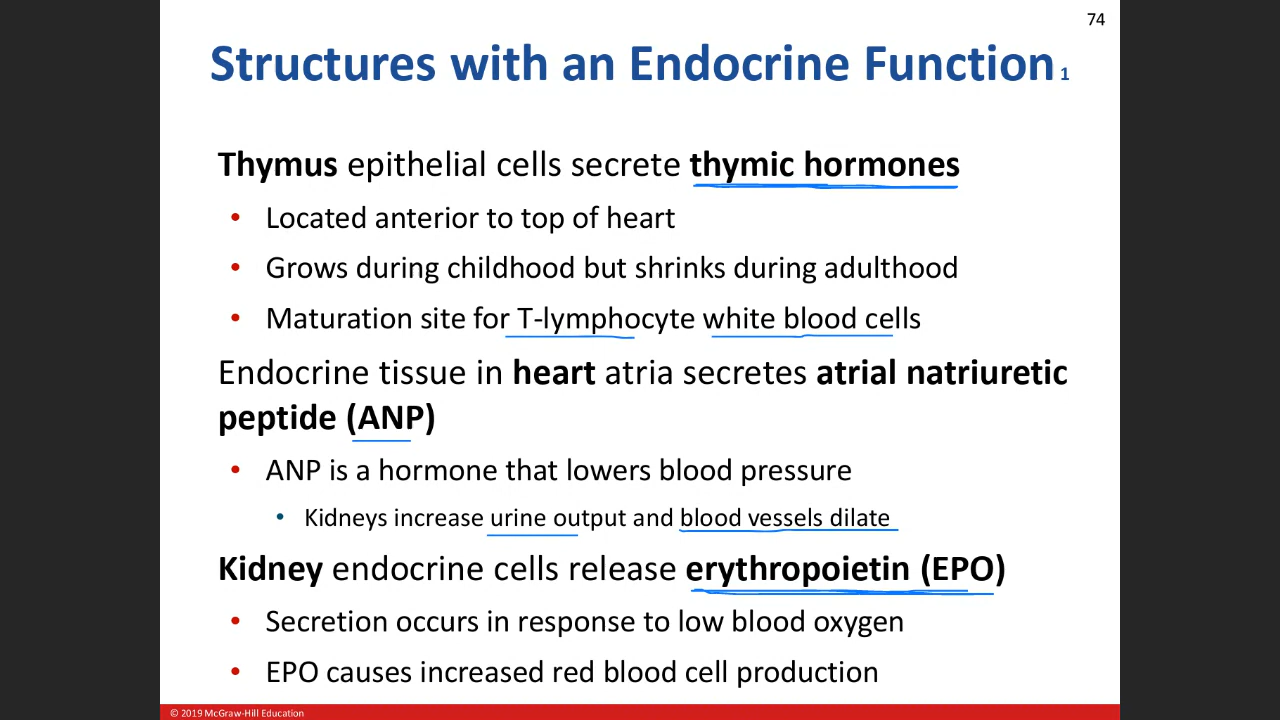 74
Structures with an Endocrine Function 1
Thymus epithelial cells secrete thymic hormones
• Located anterior to top of heart
• Grows during childhood but shrinks during adulthood
• Maturation site for T-lymphocyte white blood cells
Endocrine tissue in heart atria secretes atrial natriuretic
peptide (ANP)
• ANP is a hormone that lowers blood pressure
• Kidneys increase urine output and blood vessels dilate
Kidney endocrine cells release erythropoietin (EPO)
• Secretion occurs in response to low blood oxygen
• EPO causes increased red blood cell production
© 2019 McGraw-Hill Education